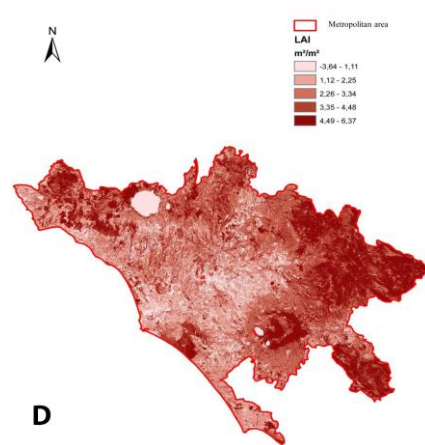 N
Metropolitan area
LAI
m²/m²
-3,64 - 1,11
1,12 - 2,25
2,26 - 3,34
3,35 - 4,48
4,49 - 6,37
D